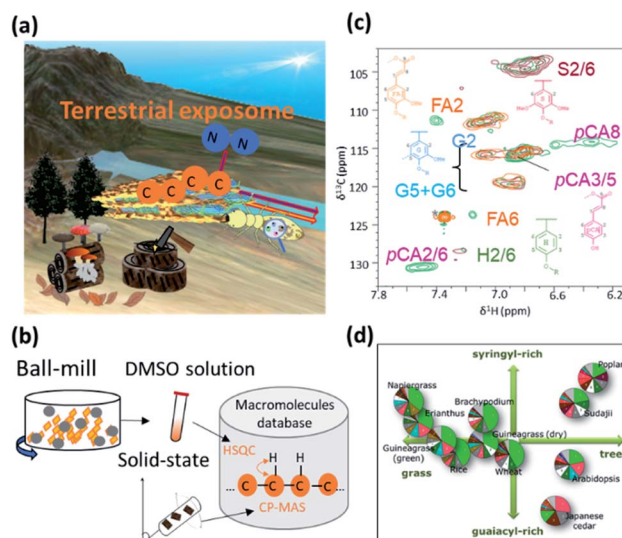 (a)
Terrestrial exposome
N N
C C C C
(b)
Ball-mill
DMSO solution
Solid-state
Macromolecules
database
HSQC
H H
... C C C C ...
CP-MAS
(c)
δ13C (ppm)
105
110
115
120
125
130
S2/6
FA2
G2
pCA8
G5+G6
pCA3/5
FA6
pCA2/6
H2/6
7.8 7.4 7.0 6.6 6.2
δ1H (ppm)
(d)
syringyl-rich
Poplar
Napiergrass
Brachypodium
Sudajii
Erianthus
Guineagrass (dry)
Guineagrass
(green)
grass
tree
Rice
Wheat
Arabidopsis
Japanese
cedar
guaiacyl-rich